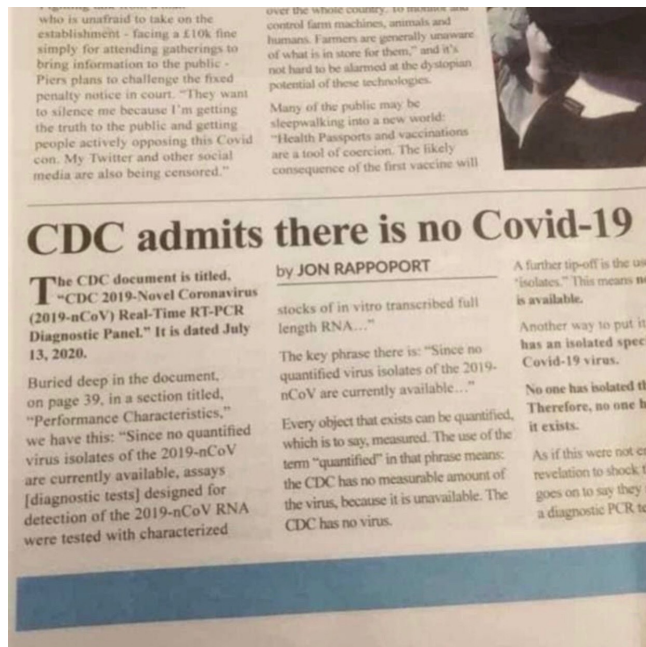 who is unafraid to take on the
establishment - facing a £10k fine
simply for attending gatherings to
bring information to the public -
Piers plans to challenge the fixed
penalty notice in court. “They want
to silence me because I’m getting
the truth to the public and getting
people actively opposing this Covid
con. My Twitter and other social
media are also being censored.”
over the whole country. To monitor and
control farm machines, animals and
humans. Farmers are generally unaware
of what is in store for them,” and it’s
not hard to be alarmed at the dystopian
potential of these technologies.
Many of the public may be
sleepwalking into a new world:
“Health Passports and vaccinations
are a tool of coercion. The likely
consequence of the first vaccine will
CDC admits there is no Covid-19
The CDC document is titled,
“CDC 2019-Novel Coronavirus
(2019-nCoV) Real-Time RT-PCR
Diagnostic Panel.” It is dated July
13, 2020.
Buried deep in the document,
on page 39, in a section titled,
“Performance Characteristics,”
we have this: “Since no quantified
virus isolates of the 2019-nCoV
are currently available, assays
[diagnostic tests] designed for
detection of the 2019-nCoV RNA
were tested with characterized
by JON RAPPOPORT
stocks of in vitro transcribed full
length RNA…”
The key phrase there is: “Since no
quantified virus isolates of the 2019-
nCoV are currently available…”
Every object that exists can be quantified,
which is to say, measured. The use of the
term “quantified” in that phrase means:
the CDC has no measurable amount of
the virus, because it is unavailable. The
CDC has no virus.
A further tip-off is the
‘isolates.” This means
is available.
Another way to put it
has an isolated
Covid-19 virus.
No one has isolated
Therefore, no one
it exists.
As if this were not
revelation to shock
goes on to say they
a diagnostic PCR